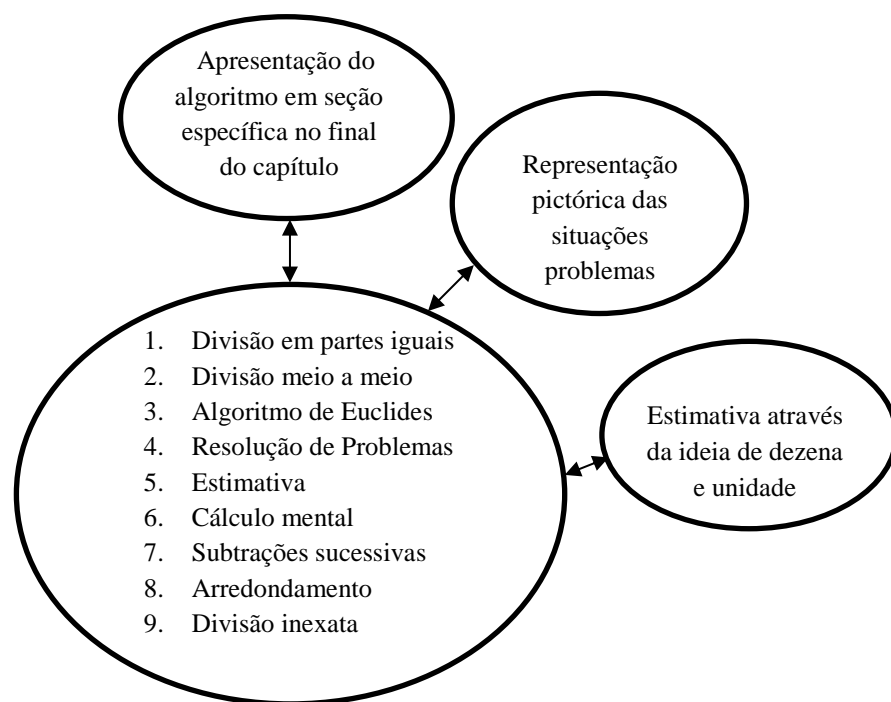 Apresentação do
algoritmo em seção
específica no final
do capítulo
Representação
pictórica das
situações
problemas
1. Divisão em partes iguais
2. Divisão meio a meio
3. Algoritmo de Euclides
4. Resolução de Problemas
5. Estimativa
6. Cálculo mental
7. Subtrações sucessivas
8. Arredondamento
9. Divisão inexata
Estimativa através
da ideia de dezena
e unidade